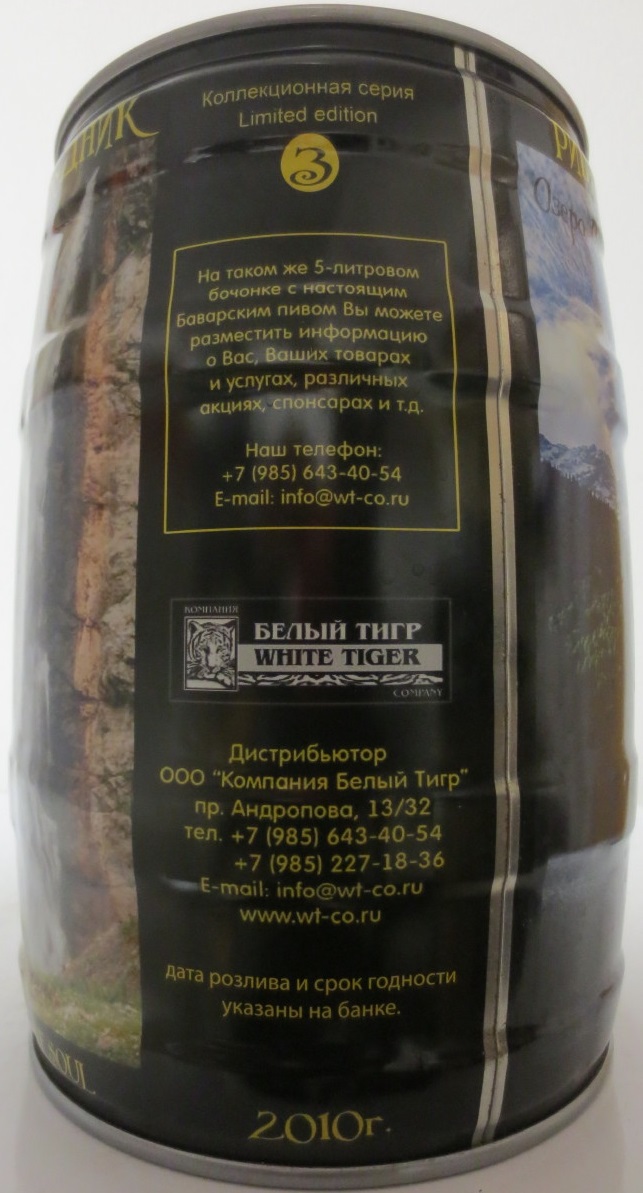 Коллекционная серия
Limited edition
3
На таком же 5-литровом
бочонке с настоящим
Баварским пивом Вы можете
разместить информацию
о Вас, Ваших товарах
и услугах, различных
акциях, спонсарах и т.д.
Наш телефон:
+7 (985) 643-40-54
E-mail: info@wt-co.ru
КОМПАНИЯ
БЕЛЫЙ ТИГР
WHITE TIGER
COMPANY
Дистрибьютор
ООО "Компания Белый Тигр"
пр. Андропова, 13/32
тел. +7 (985) 643-40-54
+7 (985) 227-18-36
E-mail: info@wt-co.ru
www.wt-co.ru
дата розлива и срок годности
указаны на банке.
SOUL
2010г.